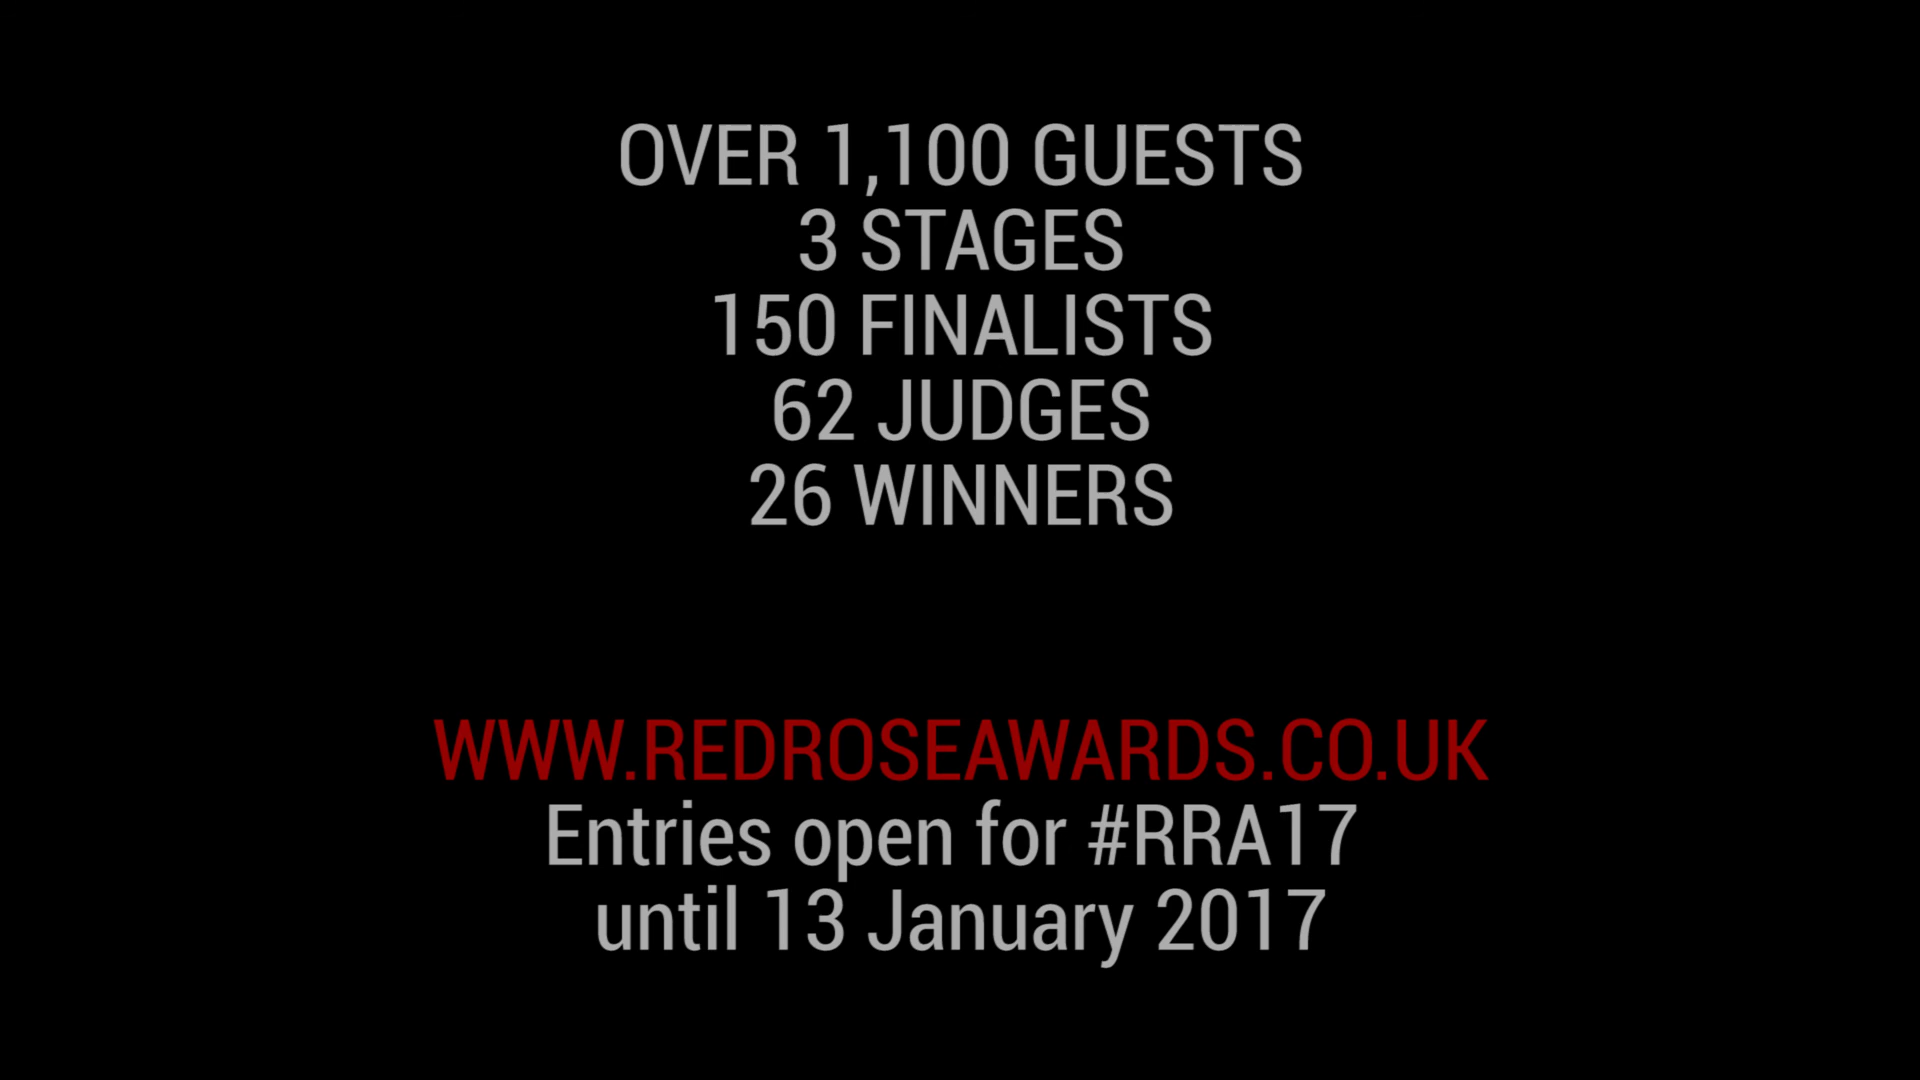 OVER 1,100 GUESTS
3 STAGES
150 FINALISTS
62 JUDGES
26 WINNERS
WWW.REDROSEAWARDS.CO.UK
Entries open for #RRA17
until 13 January 2017